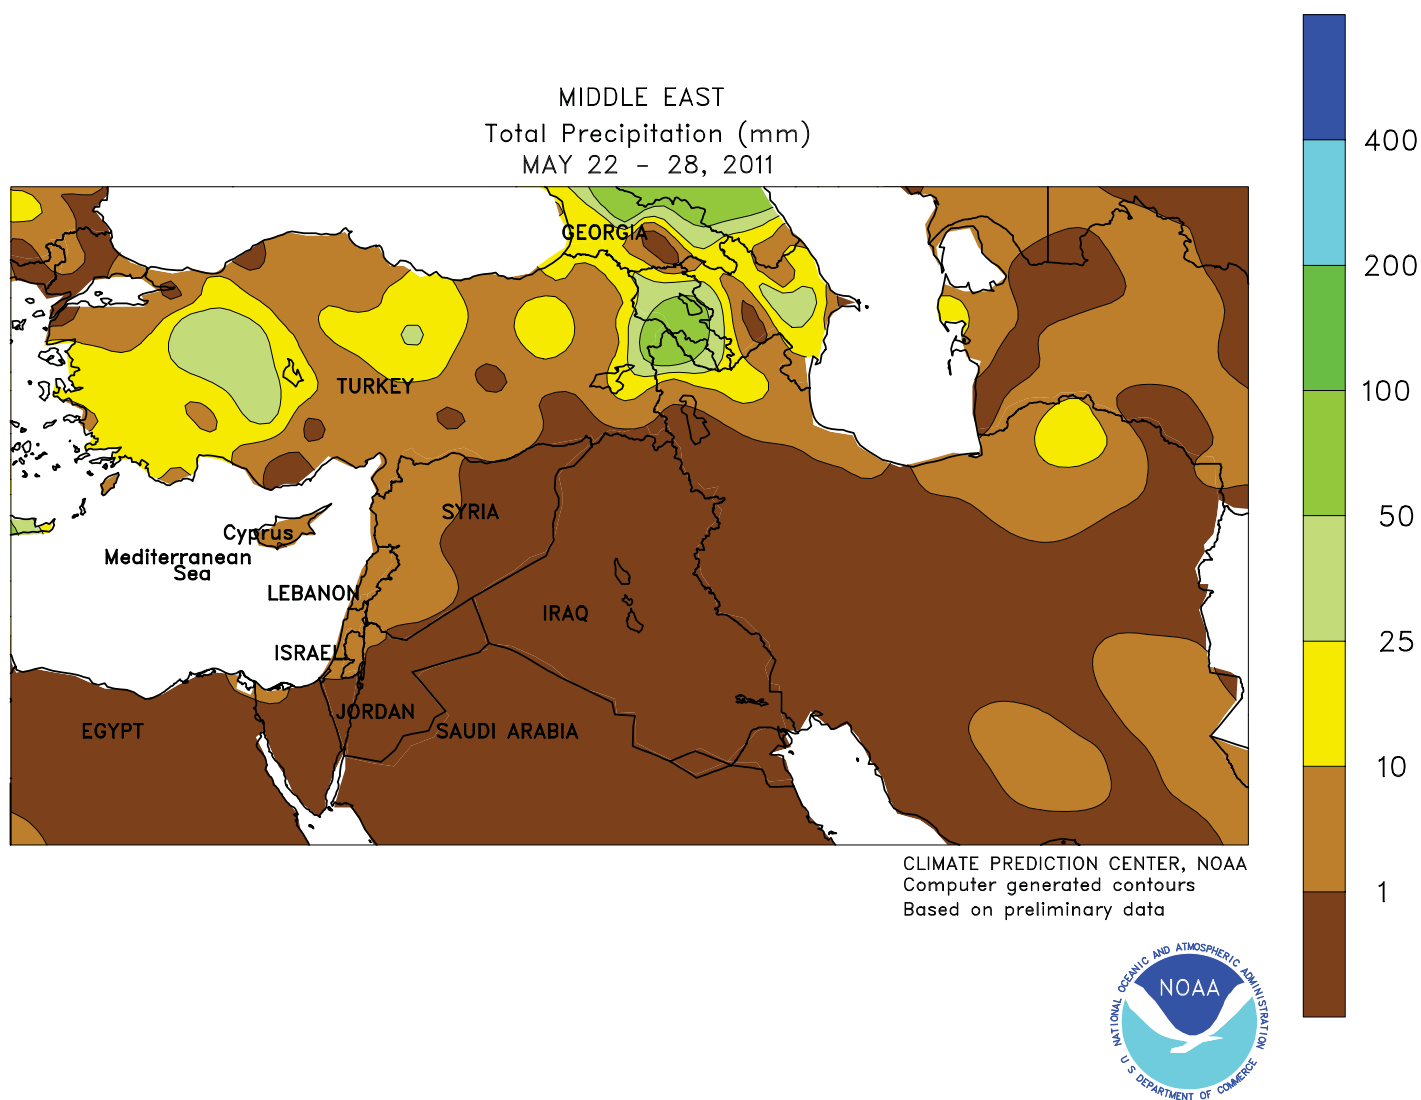 MIDDLE EAST
Total Precipitation (mm)
MAY 22 - 28, 2011
400
200
100
50
25
10
1
GEORGIA
TURKEY
SYRIA
Cyprus
Mediterranean
Sea
LEBANON
IRAQ
ISRAEL
JORDAN
EGYPT
SAUDI ARABIA
CLIMATE PREDICTION CENTER, NOAA
Computer generated contours
Based on preliminary data
NATIONAL OCEANIC AND ATMOSPHERIC ADMINISTRATION
NOAA
U S DEPARTMENT OF COMMERCE